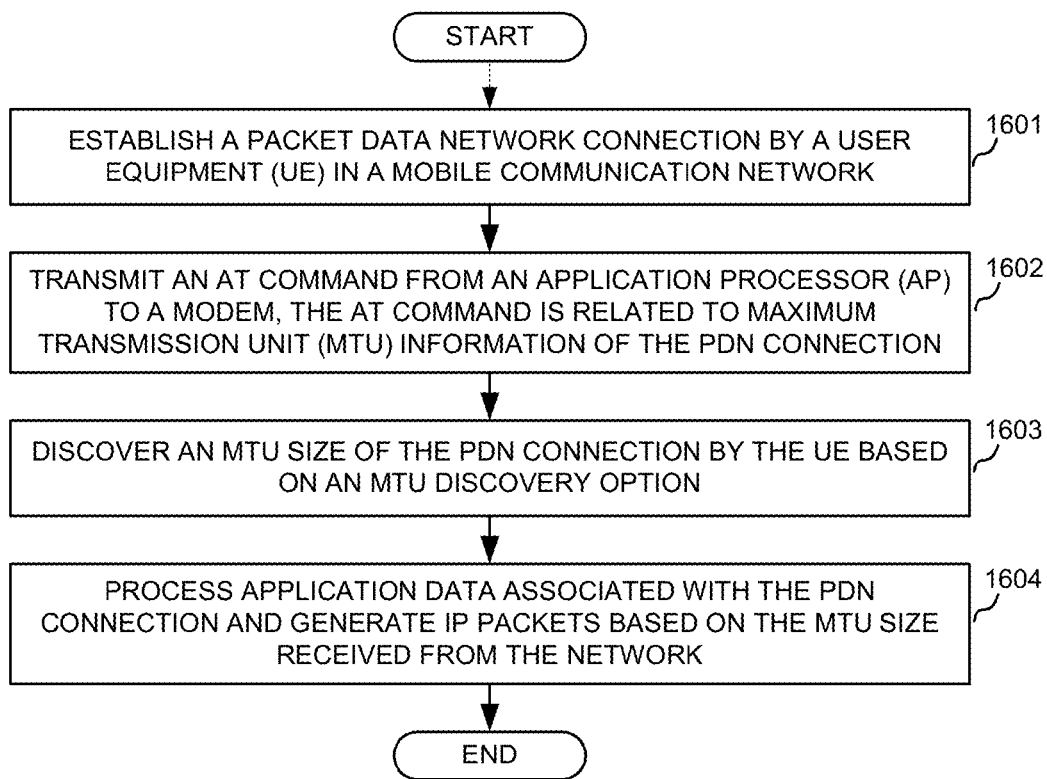 START
1601
ESTABLISH A PACKET DATA NETWORK CONNECTION BY A USER
EQUIPMENT (UE) IN A MOBILE COMMUNICATION NETWORK
1602
TRANSMIT AN AT COMMAND FROM AN APPLICATION PROCESSOR (AP)
TO A MODEM, THE AT COMMAND IS RELATED TO MAXIMUM
TRANSMISSION UNIT (MTU) INFORMATION OF THE PDN CONNECTION
1603
DISCOVER AN MTU SIZE OF THE PDN CONNECTION BY THE UE BASED
ON AN MTU DISCOVERY OPTION
1604
PROCESS APPLICATION DATA ASSOCIATED WITH THE PDN
CONNECTION AND GENERATE IP PACKETS BASED ON THE MTU SIZE
RECEIVED FROM THE NETWORK
END